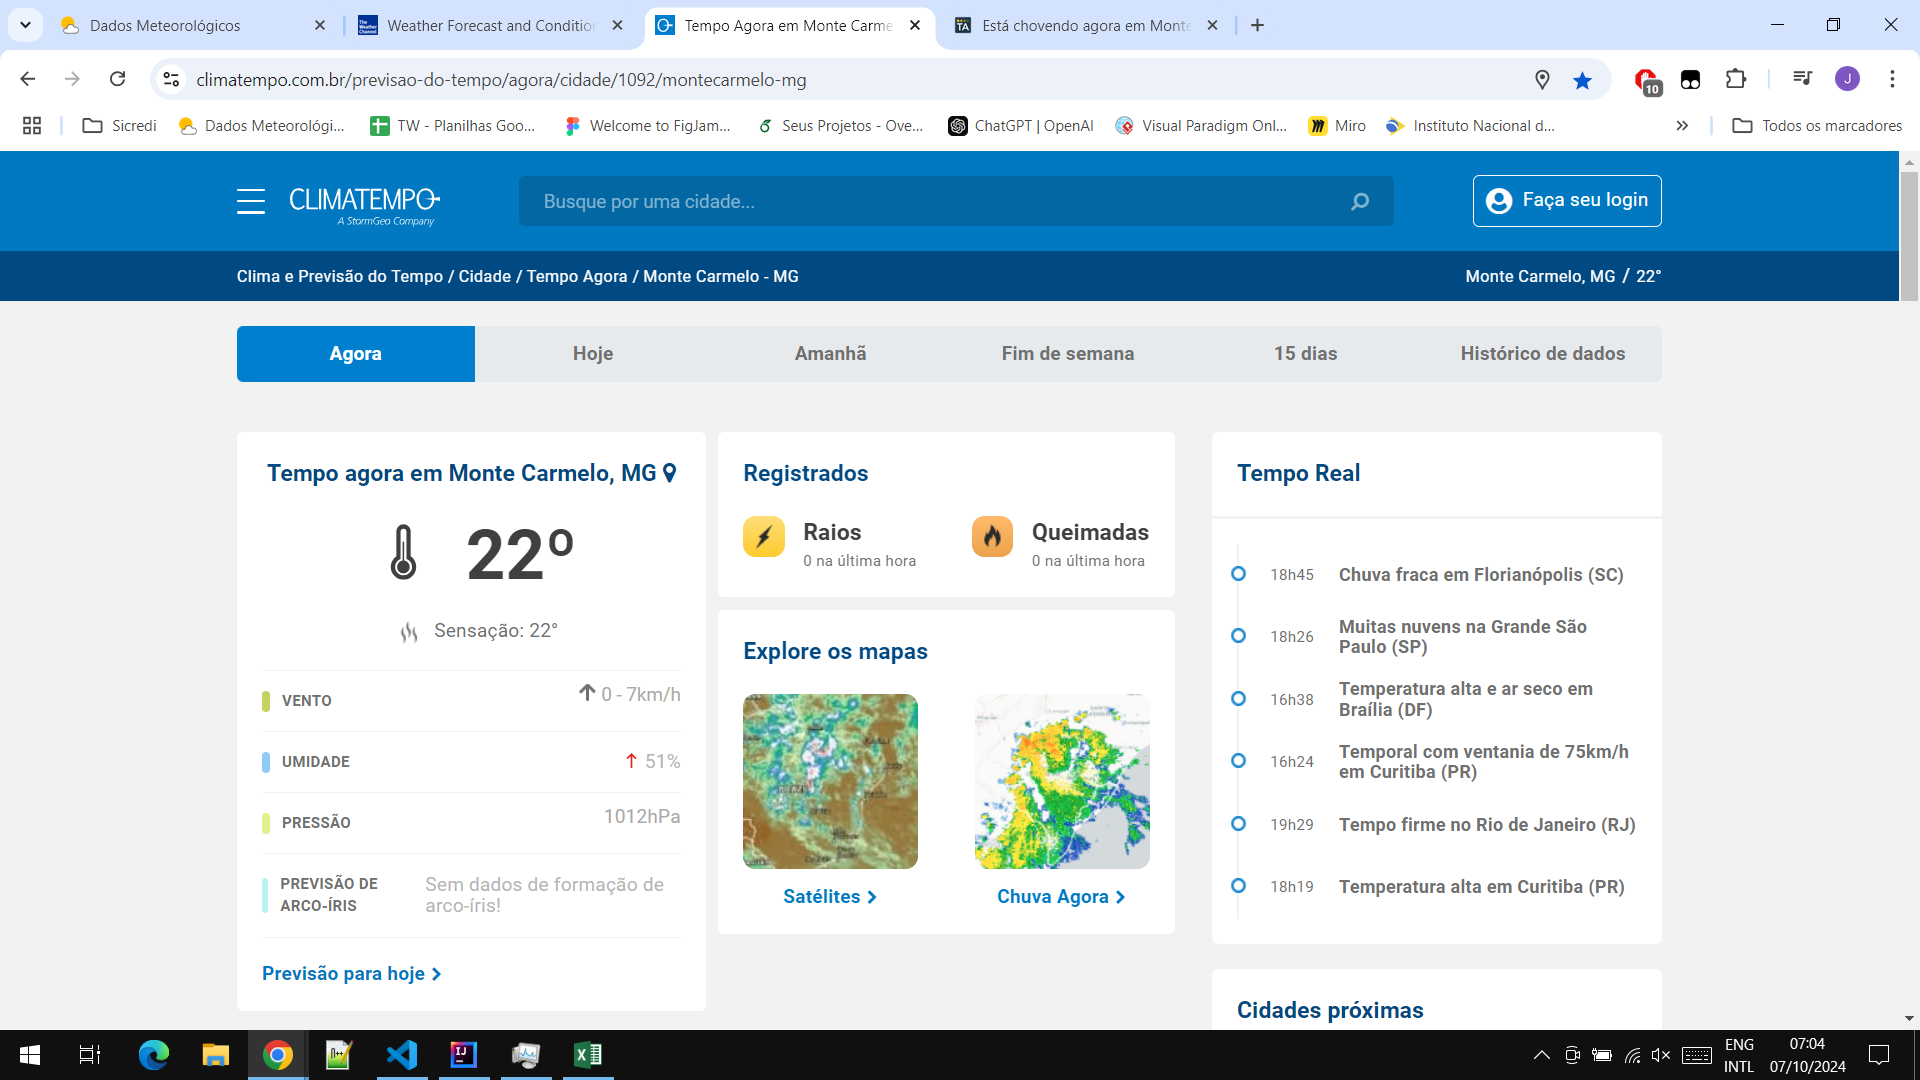 Dados Meteorológicos
Weather Forecast and Conditio
Tempo Agora em Monte Carme
Está chovendo agora em Monte
climatempo.com.br/previsao-do-tempo/agora/cidade/1092/montecarmelo-mg
10
J
Sicredi
Dados Meteorológi...
TW - Planilhas Goo...
Welcome to FigJam...
Seus Projetos - Ove...
ChatGPT | OpenAI
Visual Paradigm Onl...
Miro
Instituto Nacional d...
Todos os marcadores
CLIMATEMPO
A StormGeo Company
Busque por uma cidade...
Faça seu login
Clima e Previsão do Tempo / Cidade / Tempo Agora / Monte Carmelo - MG
Monte Carmelo, MG / 22°
Agora
Hoje
Amanhã
Fim de semana
15 dias
Histórico de dados
Tempo agora em Monte Carmelo, MG
22º
Sensação: 22°
VENTO
0 - 7km/h
UMIDADE
51%
PRESSÃO
1012hPa
PREVISÃO DE
ARCO-ÍRIS
Sem dados de formação de
arco-íris!
Previsão para hoje
Registrados
Raios
0 na última hora
Queimadas
0 na última hora
Explore os mapas
Satélites
Chuva Agora
Tempo Real
18h45
Chuva fraca em Florianópolis (SC)
18h26
Muitas nuvens na Grande São
Paulo (SP)
16h38
Temperatura alta e ar seco em
Braília (DF)
16h24
Temporal com ventania de 75km/h
em Curitiba (PR)
19h29
Tempo firme no Rio de Janeiro (RJ)
18h19
Temperatura alta em Curitiba (PR)
Cidades próximas
ENG
INTL
07:04
07/10/2024